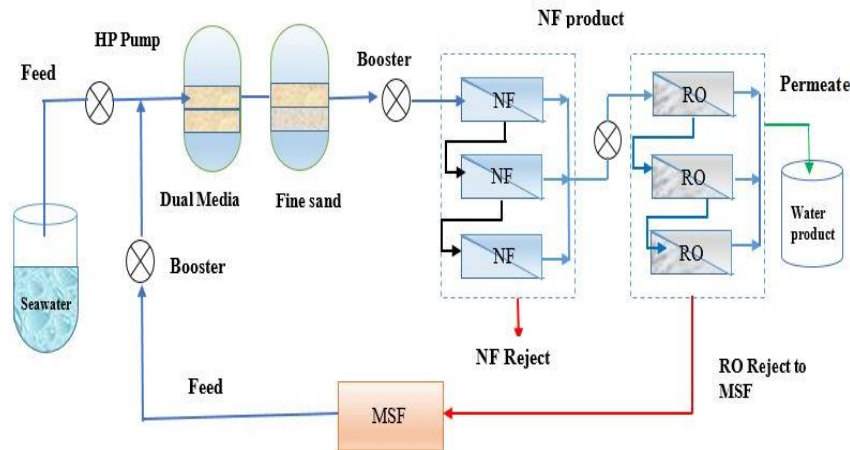 NF product
HP Pump
Booster
Feed
Permeate
NF
RO
NF
RO
NF
RO
Dual Media
Fine sand
Water
product
Booster
Seawater
NF Reject
RO Reject to
MSF
Feed
MSF